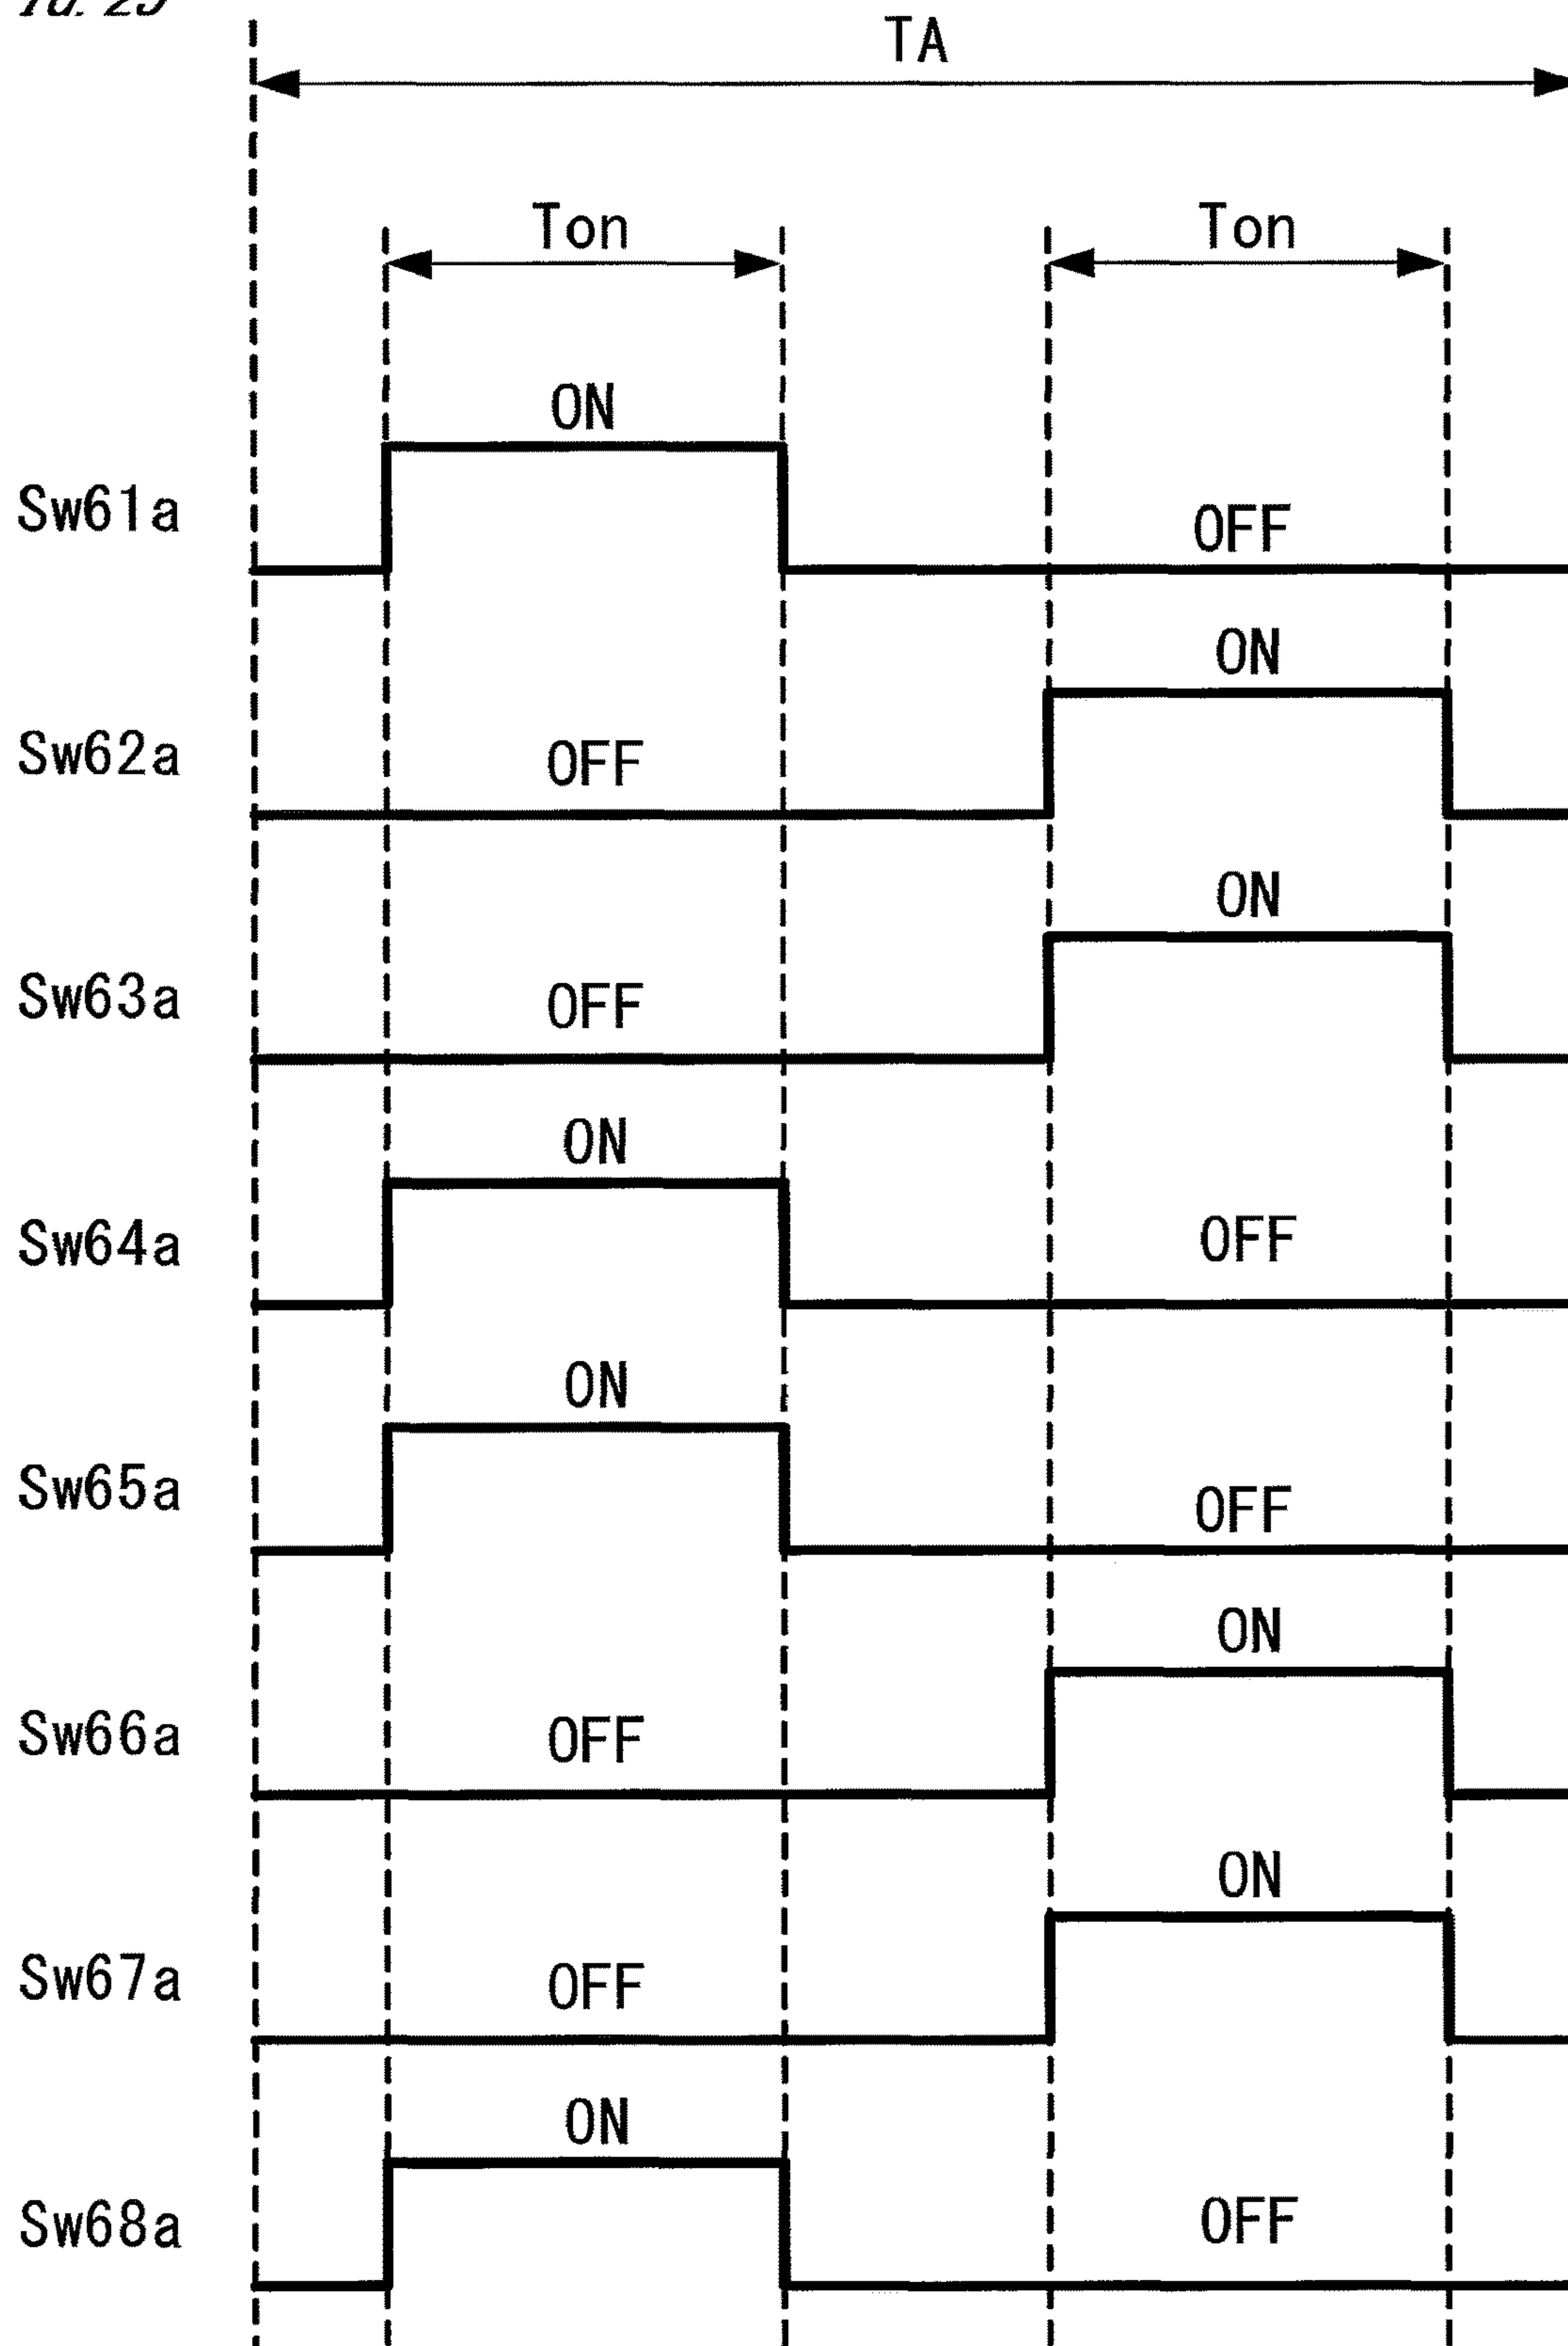 TA
Ton Ton
ON
Sw61a OFF
ON
Sw62a OFF
ON
Sw63a OFF
ON
Sw64a OFF
ON
Sw65a OFF
ON
Sw66a OFF
ON
Sw67a OFF
ON
Sw68a OFF